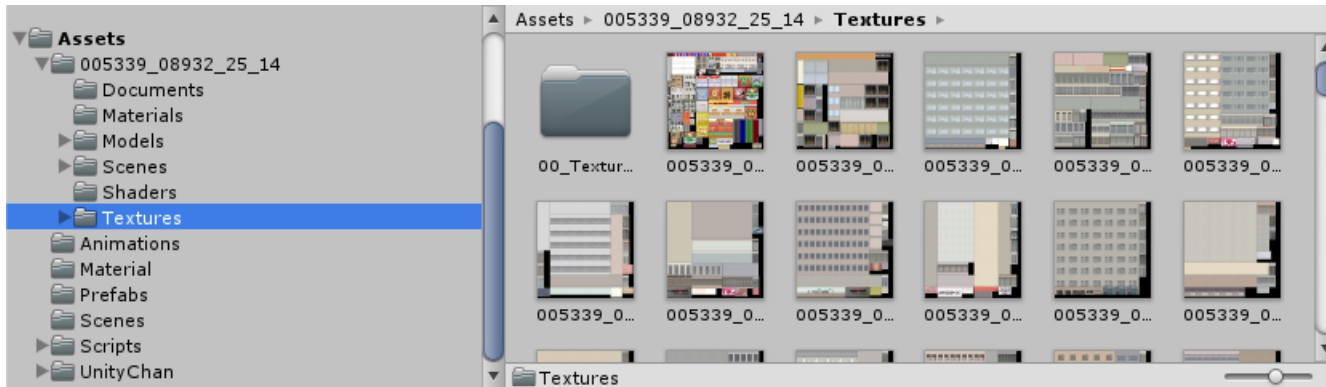 Assets
005339_08932_25_14
Documents
Materials
Models
Scenes
Shaders
Textures
Animations
Material
Prefabs
Scenes
Scripts
UnityChan
Assets ▸ 005339_08932_25_14 ▸ Textures ▸
00_Textur... 005339_0... 005339_0... 005339_0... 005339_0... 005339_0...
005339_0... 005339_0... 005339_0... 005339_0... 005339_0... 005339_0...
Textures